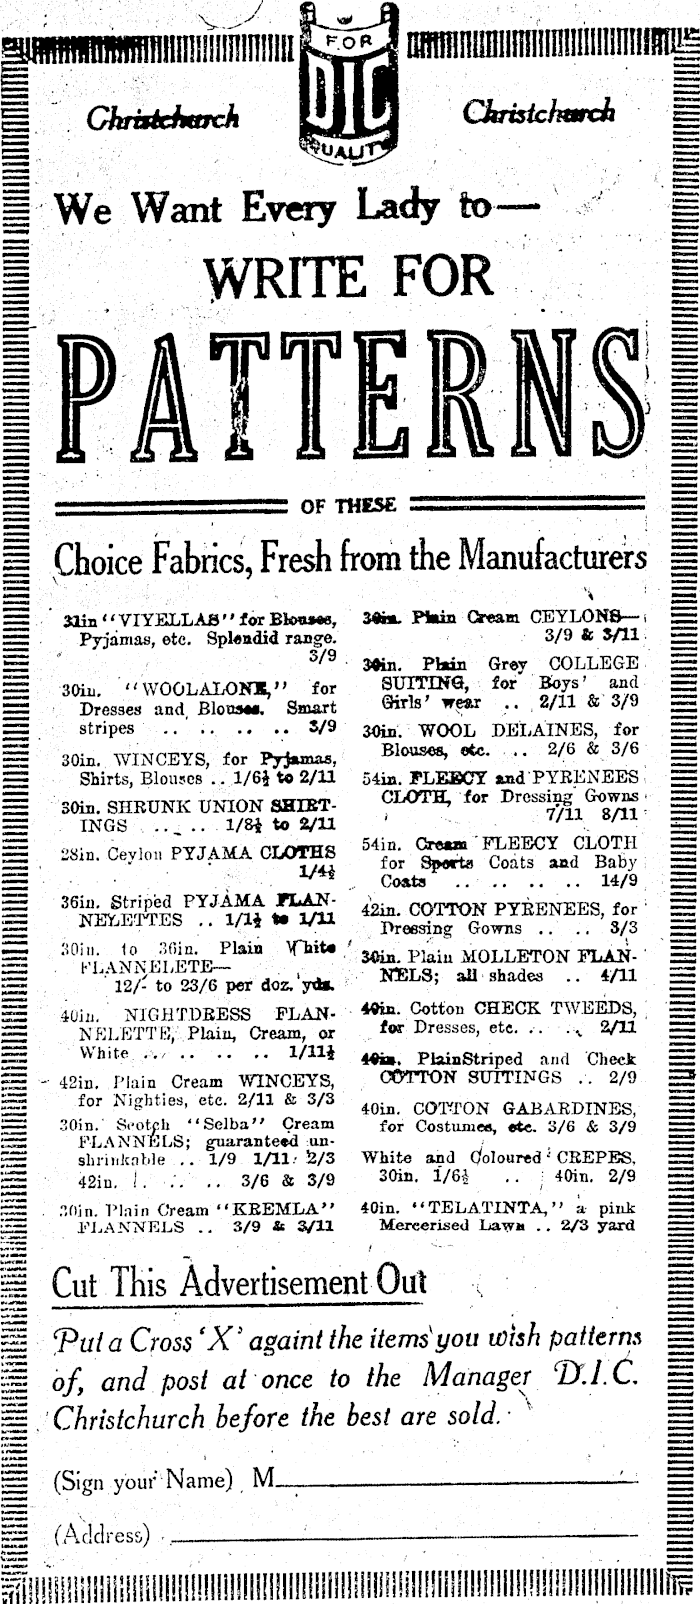 FOR
DIC
QUALITY
Christchurch
Christchurch
We Want Every Lady to—
WRITE FOR
PATTERNS
OF THESE
Choice Fabrics, Fresh from the Manufacturers
31in "VIYELLAS" for Blouses,
Pyjamas, etc. Splendid range.
3/9
30in. "WOOLALONE," for
Dresses and Blouses. Smart
stripes .. .. .. .. .. 3/9
30in. WINCEYS, for Pyjamas,
Shirts, Blouses .. 1/6½ to 2/11
30in. SHRUNK UNION SHIRT-
INGS .. .. .. 1/8½ to 2/11
28in. Ceylon PYJAMA CLOTHS
1/4½
36in. Striped PYJAMA FLAN-
NELETTES .. 1/1½ to 1/11
30in. to 36in. Plain White
FLANNELETE—
12/- to 23/6 per doz. yds.
40in. NIGHTDRESS FLAN-
NELETTE, Plain, Cream, or
White .. .. .. .. 1/11½
42in. Plain Cream WINCEYS,
for Nighties, etc. 2/11 & 3/3
30in. Scotch "Selba" Cream
FLANNELS; guaranteed un-
shrinkable .. 1/9 1/11 2/3
42in. .. .. .. 3/6 & 3/9
30in. Plain Cream "KREMLA"
FLANNELS .. 3/9 & 3/11
30in. Plain Cream CEYLONS—
3/9 & 3/11
30in. Plain Grey COLLEGE
SUITING, for Boys' and
Girls' wear .. 2/11 & 3/9
30in. WOOL DELAINES, for
Blouses, etc. .. 2/6 & 3/6
54in. FLEECY and PYRENEES
CLOTH, for Dressing Gowns
7/11 8/11
54in. Cream FLEECY CLOTH
for Sports Coats and Baby
Coats .. .. .. .. .. 14/9
42in. COTTON PYRENEES, for
Dressing Gowns .. .. 3/3
30in. Plain MOLLETON FLAN-
NELS; all shades .. 4/11
40in. Cotton CHECK TWEEDS,
for Dresses, etc. .. .. 2/11
40in. PlainStriped and Check
COTTON SUITINGS .. 2/9
40in. COTTON GABARDINES,
for Costumes, etc. 3/6 & 3/9
White and Coloured CREPES,
30in. 1/6½ .. 40in. 2/9
40in. "TELATINTA," a pink
Mercerised Lawn .. 2/3 yard
Cut This Advertisement Out
Put a Cross 'X' againt the items you wish patterns
of, and post at once to the Manager D.I.C.
Christchurch before the best are sold.
(Sign your Name) M
(Address)